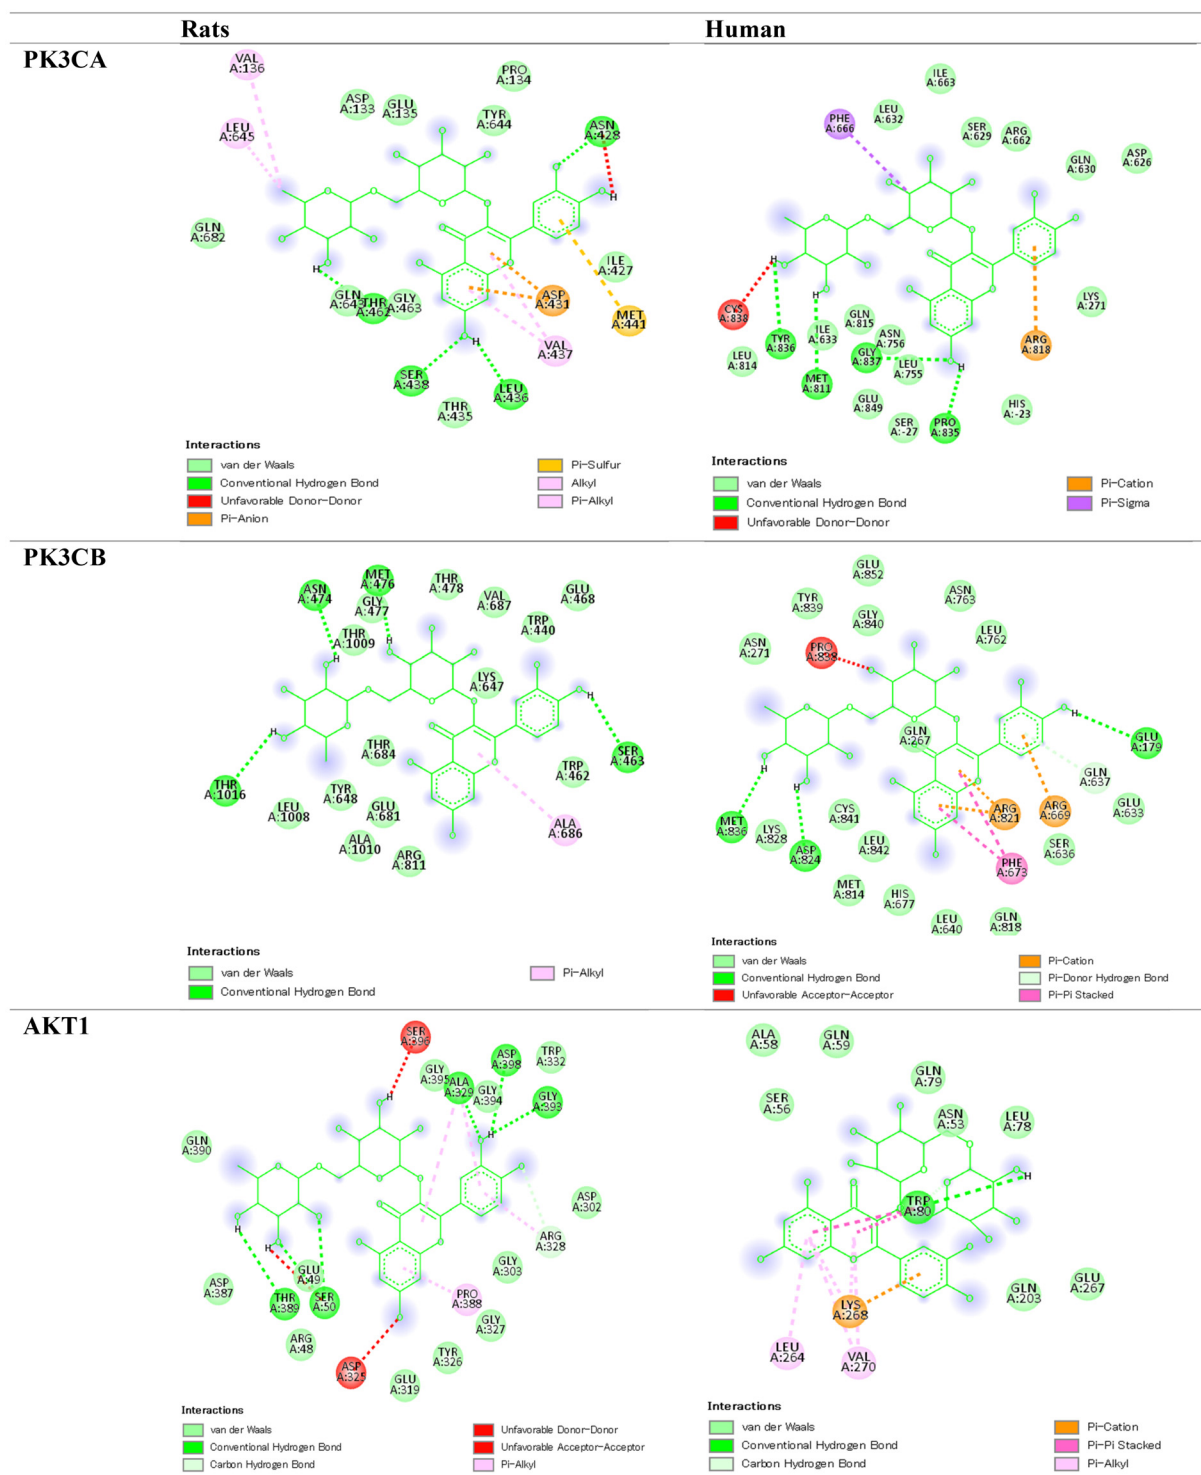 Rats Human
PK3CA
VAL A:136
PRO A:134
ASP A:133
GLU A:135
TYR A:644
ASN A:428
LEU A:645
GLN A:682
ILE A:427
GLN A:643
THR A:462
GLY A:463
ASP A:431
MET A:441
VAL A:437
SER A:438
LEU A:436
THR A:435
Interactions
van der Waals
Conventional Hydrogen Bond
Unfavorable Donor-Donor
Pi-Anion
Pi-Sulfur
Alkyl
Pi-Alkyl
ILE A:663
LEU A:632
PHE A:666
SER A:629
ARG A:662
GLN A:630
ASP A:626
LYS A:271
CYS A:838
TYR A:836
ILE A:633
GLN A:815
ASN A:756
GLY A:837
LEU A:755
LEU A:814
MET A:811
ARG A:818
GLU A:849
SER A:-27
PRO A:835
HIS A:-23
Interactions
van der Waals
Conventional Hydrogen Bond
Unfavorable Donor-Donor
Pi-Cation
Pi-Sigma
PK3CB
ASN A:474
MET A:476
GLY A:477
THR A:478
VAL A:687
GLU A:468
TRP A:440
THR A:1009
LYS A:647
THR A:684
SER A:463
TRP A:462
THR A:1016
LEU A:1008
TYR A:648
GLU A:681
ALA A:686
ALA A:1010
ARG A:811
Interactions
van der Waals
Conventional Hydrogen Bond
Pi-Alkyl
GLU A:852
TYR A:839
GLY A:840
ASN A:763
LEU A:762
ASN A:271
PRO A:838
GLN A:267
GLU A:179
GLN A:637
GLU A:633
ARG A:821
ARG A:669
MET A:836
LYS A:828
ASP A:824
CYS A:841
LEU A:842
SER A:636
PHE A:673
MET A:814
HIS A:677
LEU A:640
GLN A:818
Interactions
van der Waals
Conventional Hydrogen Bond
Unfavorable Acceptor-Acceptor
Pi-Cation
Pi-Donor Hydrogen Bond
Pi-Pi Stacked
AKT1
SER A:396
GLY A:395
ALA A:329
GLY A:394
ASP A:398
TRP A:332
GLY A:393
GLN A:390
ASP A:302
ARG A:328
GLY A:303
GLU A:49
SER A:50
ASP A:387
THR A:389
PRO A:388
GLY A:327
ARG A:48
TYR A:326
ASP A:325
GLU A:319
Interactions
van der Waals
Conventional Hydrogen Bond
Carbon Hydrogen Bond
Unfavorable Donor-Donor
Unfavorable Acceptor-Acceptor
Pi-Alkyl
ALA A:58
GLN A:59
GLN A:79
SER A:56
ASN A:53
LEU A:78
TRP A:80
GLN A:203
GLU A:267
LYS A:268
LEU A:264
VAL A:270
Interactions
van der Waals
Conventional Hydrogen Bond
Carbon Hydrogen Bond
Pi-Cation
Pi-Pi Stacked
Pi-Alkyl